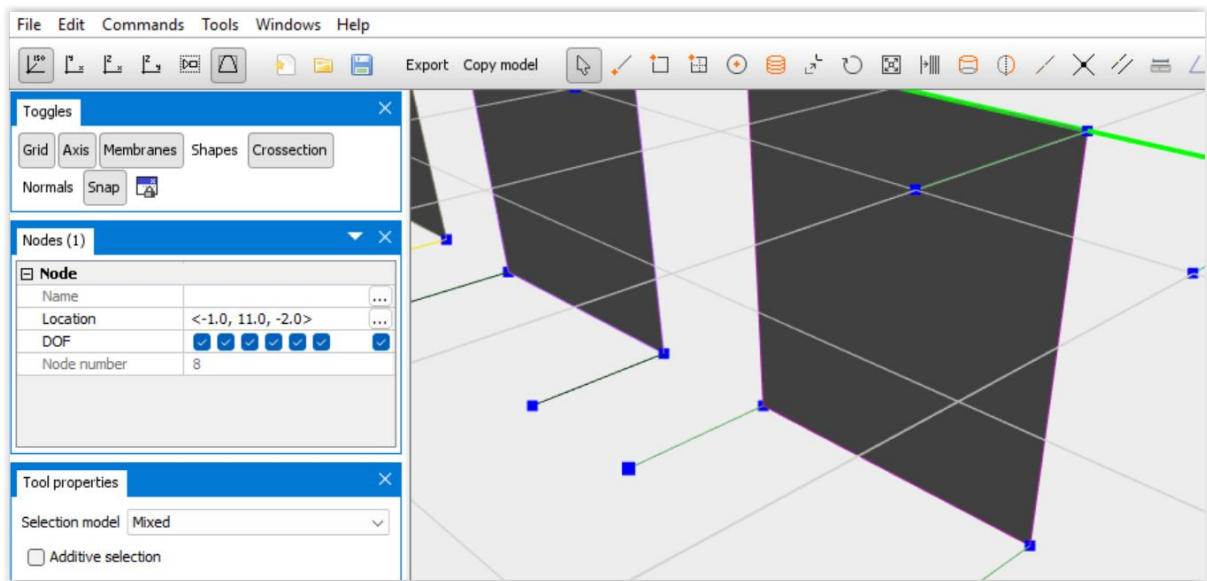 File Edit Commands Tools Windows Help
Export Copy model
Toggles
Grid Axis Membranes Shapes Crossection
Normals Snap
Nodes (1)
Node
Name ...
Location <-1.0, 11.0, -2.0> ...
DOF
Node number 8
Tool properties
Selection model Mixed
Additive selection